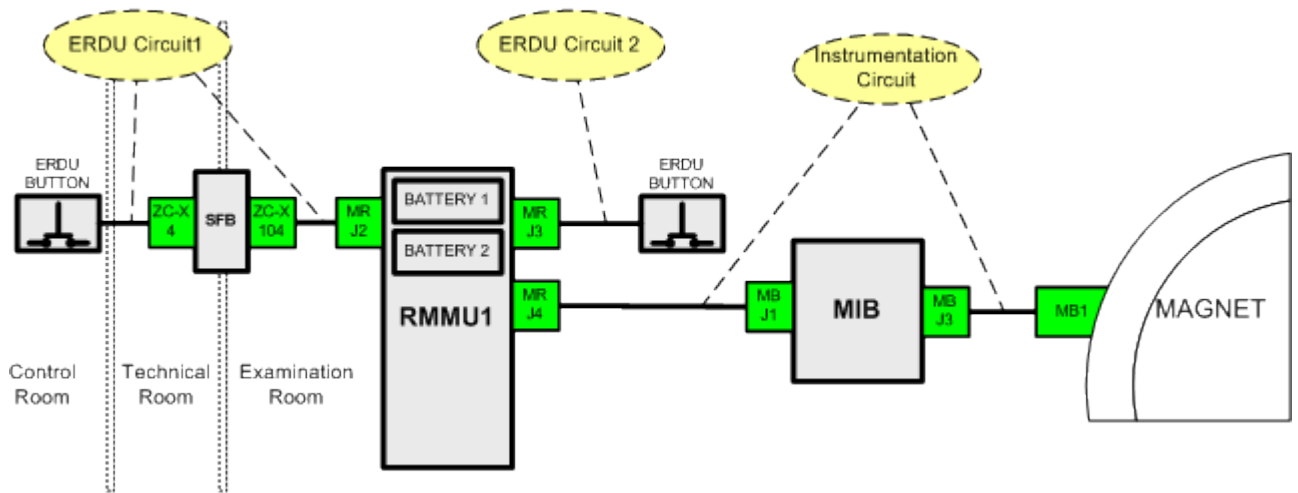 ERDU Circuit1
ERDU Circuit 2
Instrumentation
Circuit
ERDU
BUTTON
ZC-X
4
SFB
ZC-X
104
MR
J2
BATTERY 1
BATTERY 2
RMMU1
MR
J3
MR
J4
ERDU
BUTTON
MB
J1
MIB
MB
J3
MB1
MAGNET
Control
Room
Technical
Room
Examination
Room